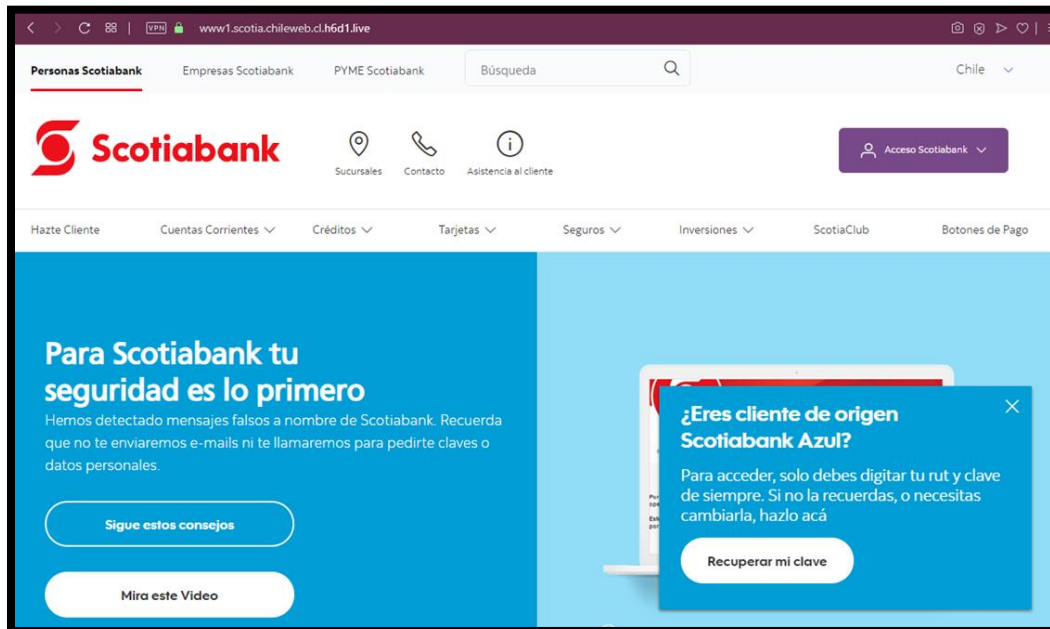 VPN www1.scotia.chileweb.cl.h6d1.live
Personas Scotiabank Empresas Scotiabank PYME Scotiabank Búsqueda Chile
Scotiabank
Sucursales Contacto Asistencia al cliente
Acceso Scotiabank
Hazte Cliente Cuentas Corrientes Créditos Tarjetas Seguros Inversiones ScotiaClub Botones de Pago
Para Scotiabank tu
seguridad es lo primero
Hemos detectado mensajes falsos a nombre de Scotiabank. Recuerda
que no te enviaremos e-mails ni te llamaremos para pedirte claves o
datos personales.
Sigue estos consejos
Mira este Video
¿Eres cliente de origen
Scotiabank Azul?
Para acceder, solo debes digitar tu rut y clave
de siempre. Si no la recuerdas, o necesitas
cambiarla, hazlo acá
Recuperar mi clave